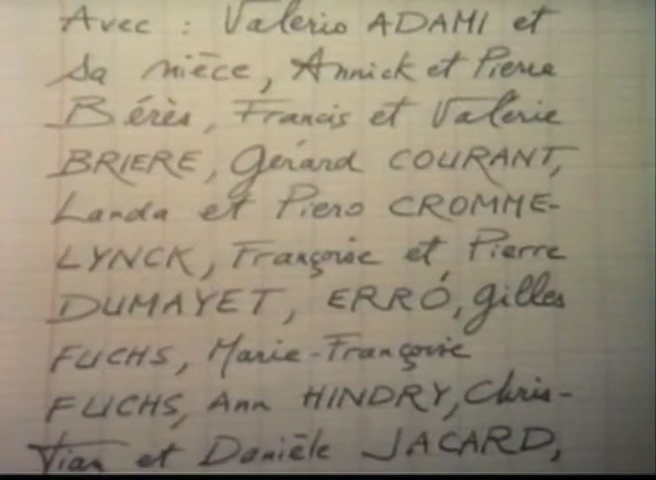 Avec : Valerio ADAMI et
sa nièce, Annick et Pierre
Bérès, Francis et Valérie
BRIERE, Gérard COURANT,
Landa et Piero CROMME-
LYNCK, Françoise et Pierre
DUMAYET, ERRÓ, Gilles
FUCHS, Marie-Françoise
FUCHS, Ann HINDRY, Chris-
tian et Danièle JACARD,